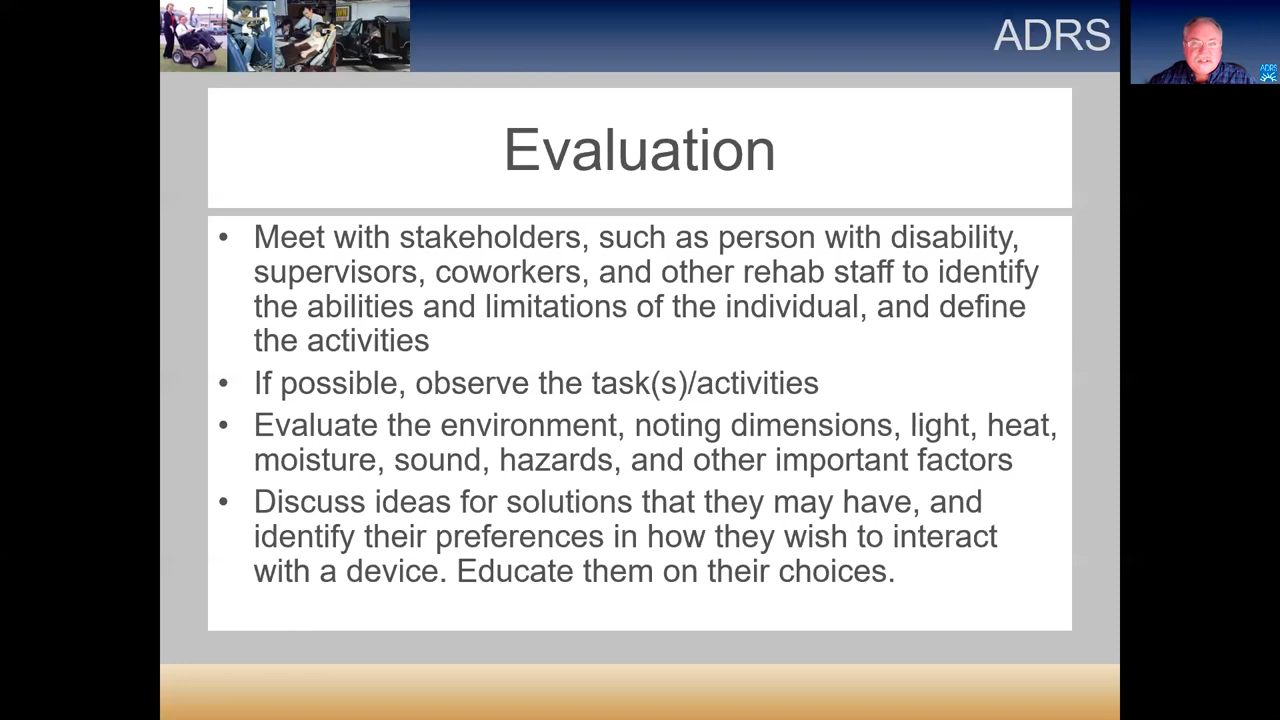 ADRS
ADRS
Evaluation
• Meet with stakeholders, such as person with disability,
supervisors, coworkers, and other rehab staff to identify
the abilities and limitations of the individual, and define
the activities
• If possible, observe the task(s)/activities
• Evaluate the environment, noting dimensions, light, heat,
moisture, sound, hazards, and other important factors
• Discuss ideas for solutions that they may have, and
identify their preferences in how they wish to interact
with a device. Educate them on their choices.